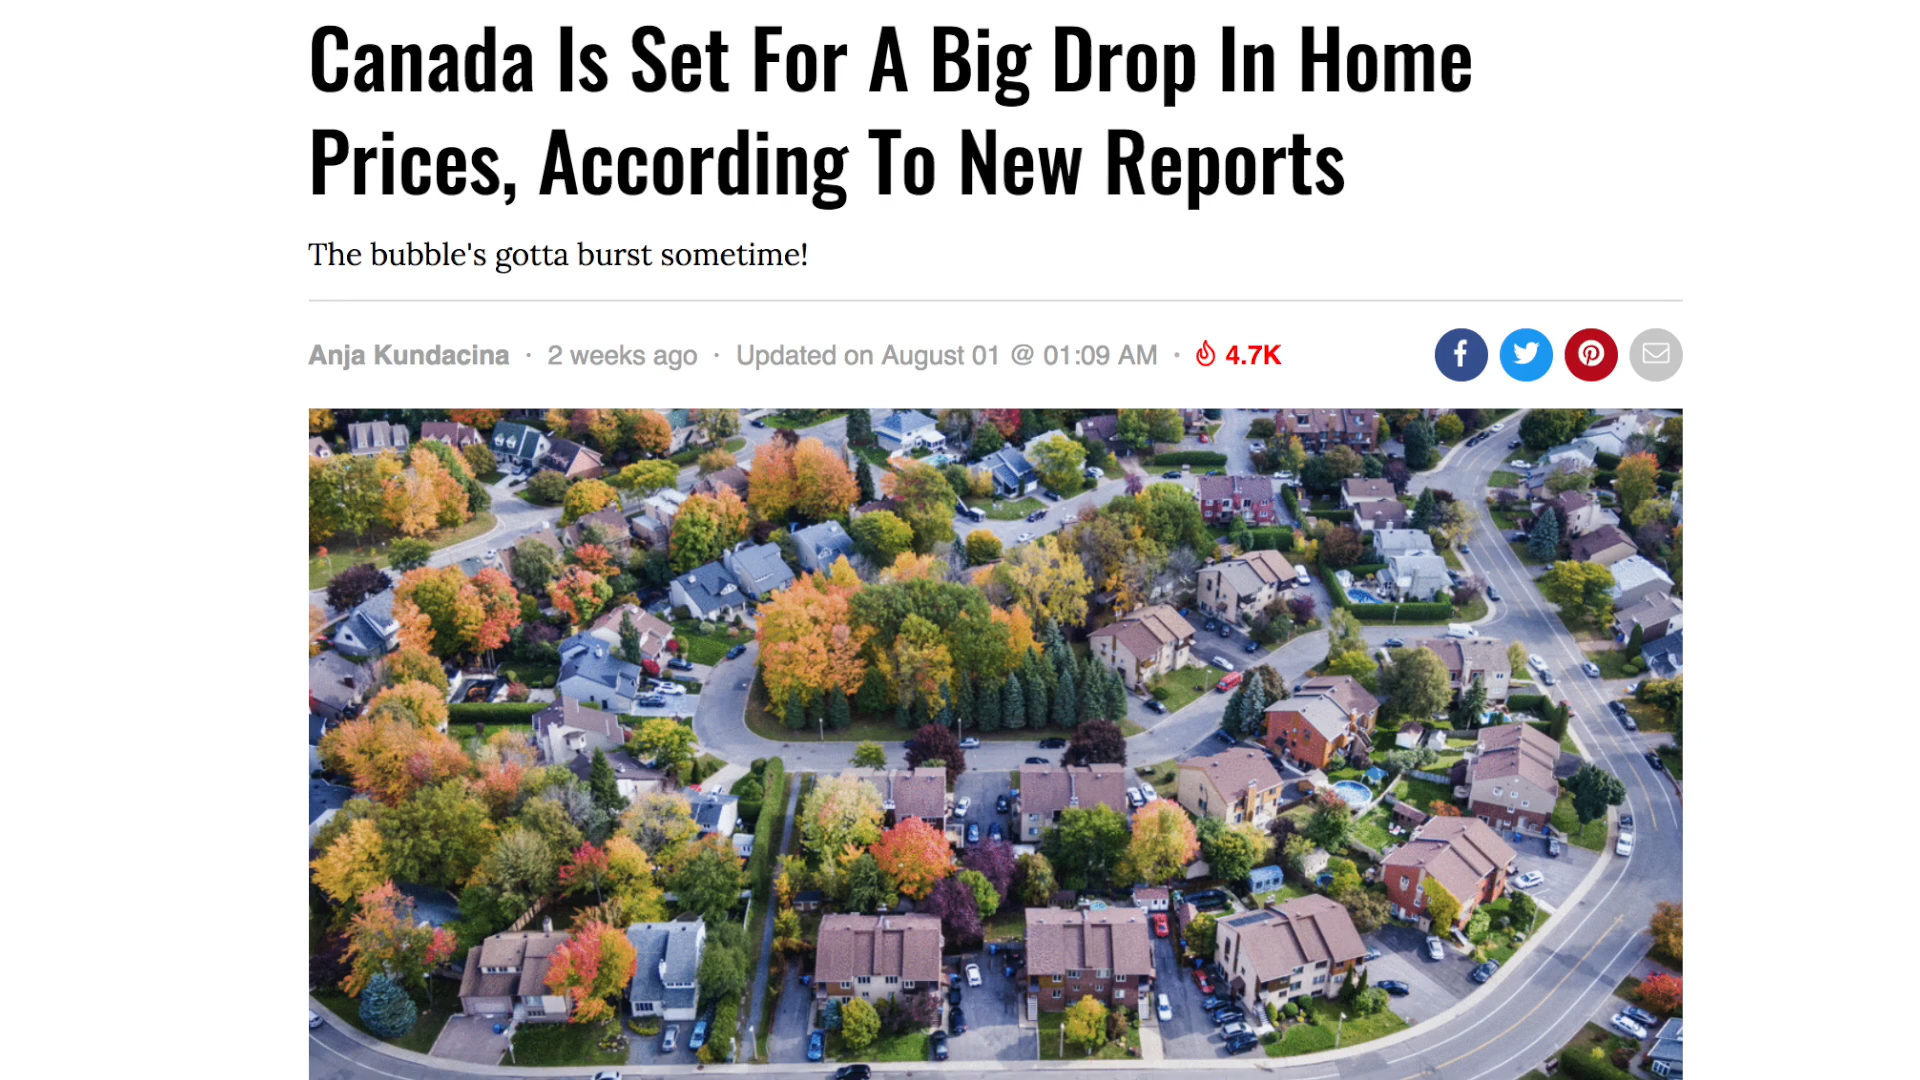 Canada Is Set For A Big Drop In Home
Prices, According To New Reports
The bubble's gotta burst sometime!
Anja Kundacina · 2 weeks ago · Updated on August 01 @ 01:09 AM · 4.7K